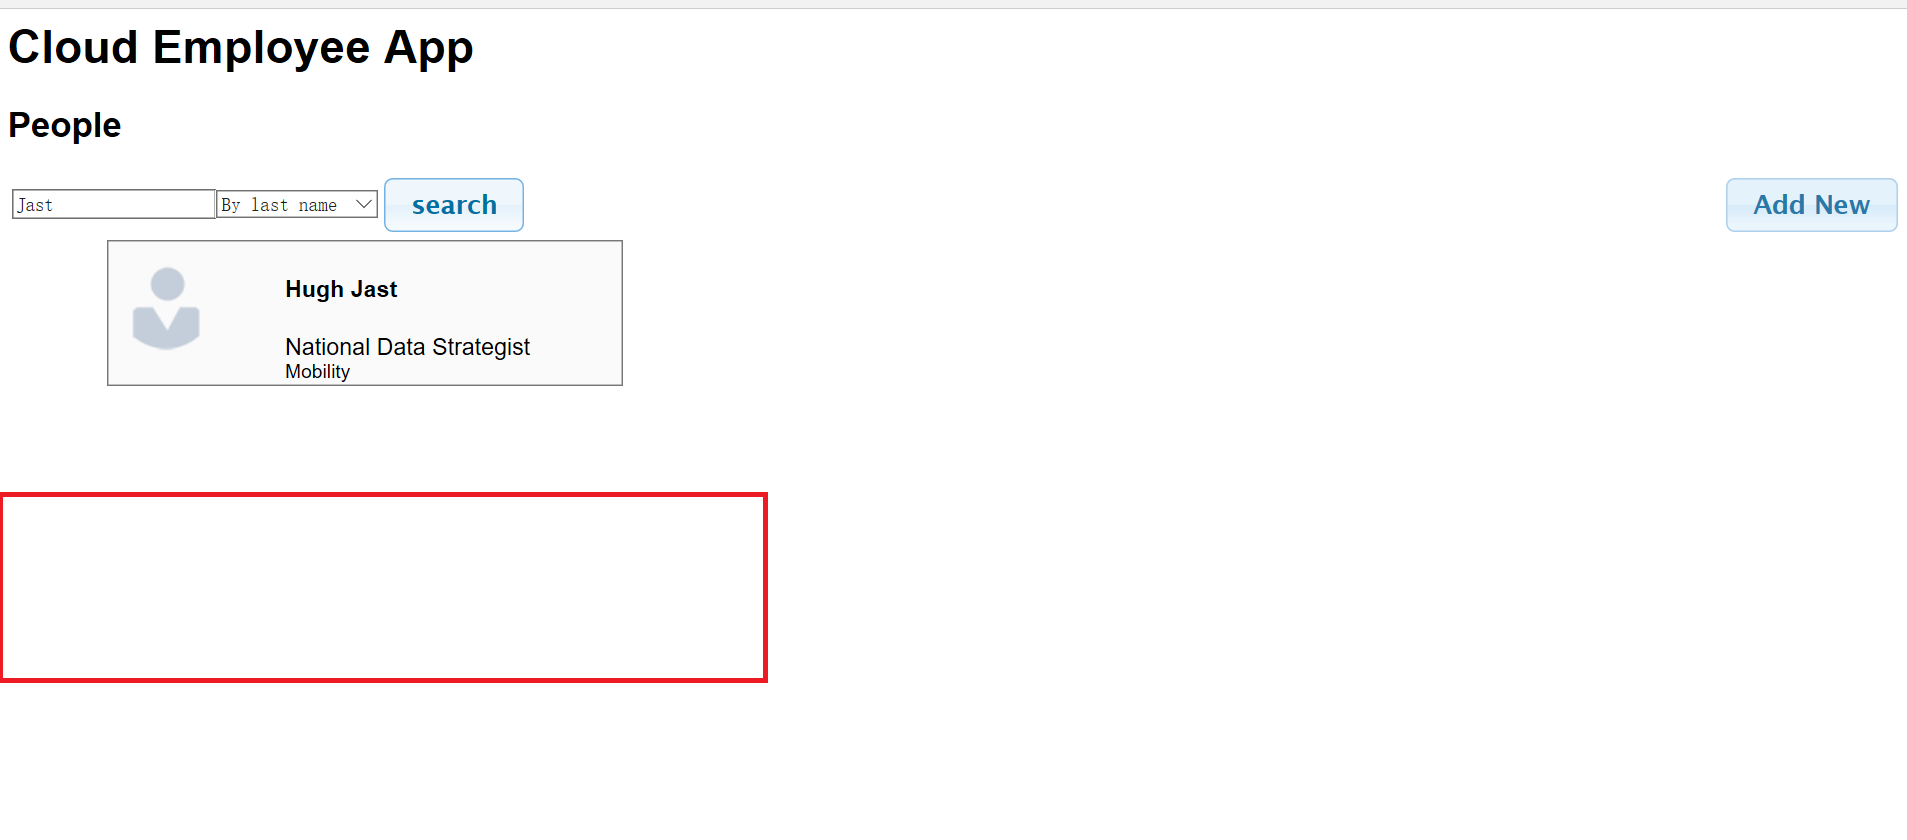 Cloud Employee App
People
Jast By last name search Add New
Hugh Jast
National Data Strategist
Mobility